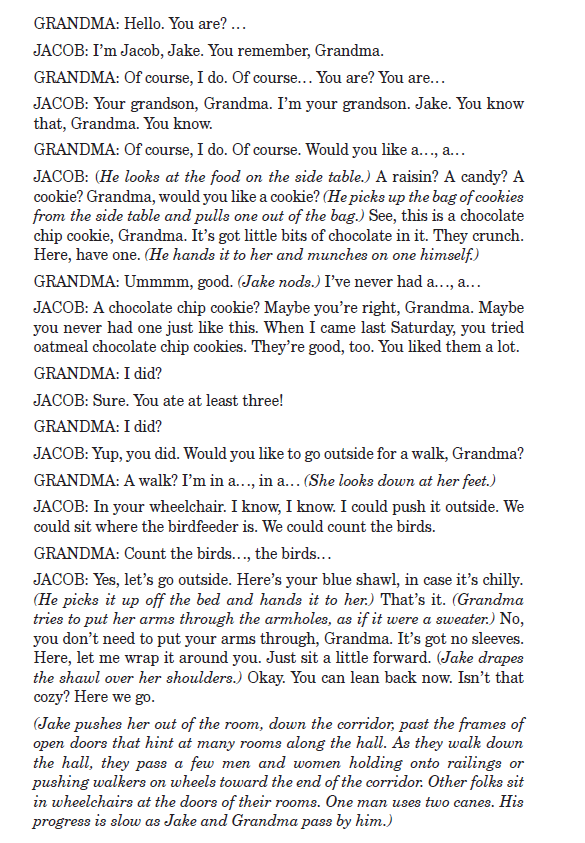 GRANDMA: Hello. You are? …
JACOB: I'm Jacob, Jake. You remember, Grandma.
GRANDMA: Of course, I do. Of course… You are? You are…
JACOB: Your grandson, Grandma. I'm your grandson. Jake. You know
that, Grandma. You know.
GRANDMA: Of course, I do. Of course. Would you like a…, a…
JACOB: (He looks at the food on the side table.) A raisin? A candy? A
cookie? Grandma, would you like a cookie? (He picks up the bag of cookies
from the side table and pulls one out of the bag.) See, this is a chocolate
chip cookie, Grandma. It's got little bits of chocolate in it. They crunch.
Here, have one. (He hands it to her and munches on one himself.)
GRANDMA: Ummmm, good. (Jake nods.) I've never had a…, a…
JACOB: A chocolate chip cookie? Maybe you're right, Grandma. Maybe
you never had one just like this. When I came last Saturday, you tried
oatmeal chocolate chip cookies. They're good, too. You liked them a lot.
GRANDMA: I did?
JACOB: Sure. You ate at least three!
GRANDMA: I did?
JACOB: Yup, you did. Would you like to go outside for a walk, Grandma?
GRANDMA: A walk? I'm in a…, in a… (She looks down at her feet.)
JACOB: In your wheelchair. I know, I know. I could push it outside. We
could sit where the birdfeeder is. We could count the birds.
GRANDMA: Count the birds…, the birds…
JACOB: Yes, let's go outside. Here's your blue shawl, in case it's chilly.
(He picks it up off the bed and hands it to her.) That's it. (Grandma
tries to put her arms through the armholes, as if it were a sweater.) No,
you don't need to put your arms through, Grandma. It's got no sleeves.
Here, let me wrap it around you. Just sit a little forward. (Jake drapes
the shawl over her shoulders.) Okay. You can lean back now. Isn't that
cozy? Here we go.
(Jake pushes her out of the room, down the corridor, past the frames of
open doors that hint at many rooms along the hall. As they walk down
the hall, they pass a few men and women holding onto railings or
pushing walkers on wheels toward the end of the corridor. Other folks sit
in wheelchairs at the doors of their rooms. One man uses two canes. His
progress is slow as Jake and Grandma pass by him.)